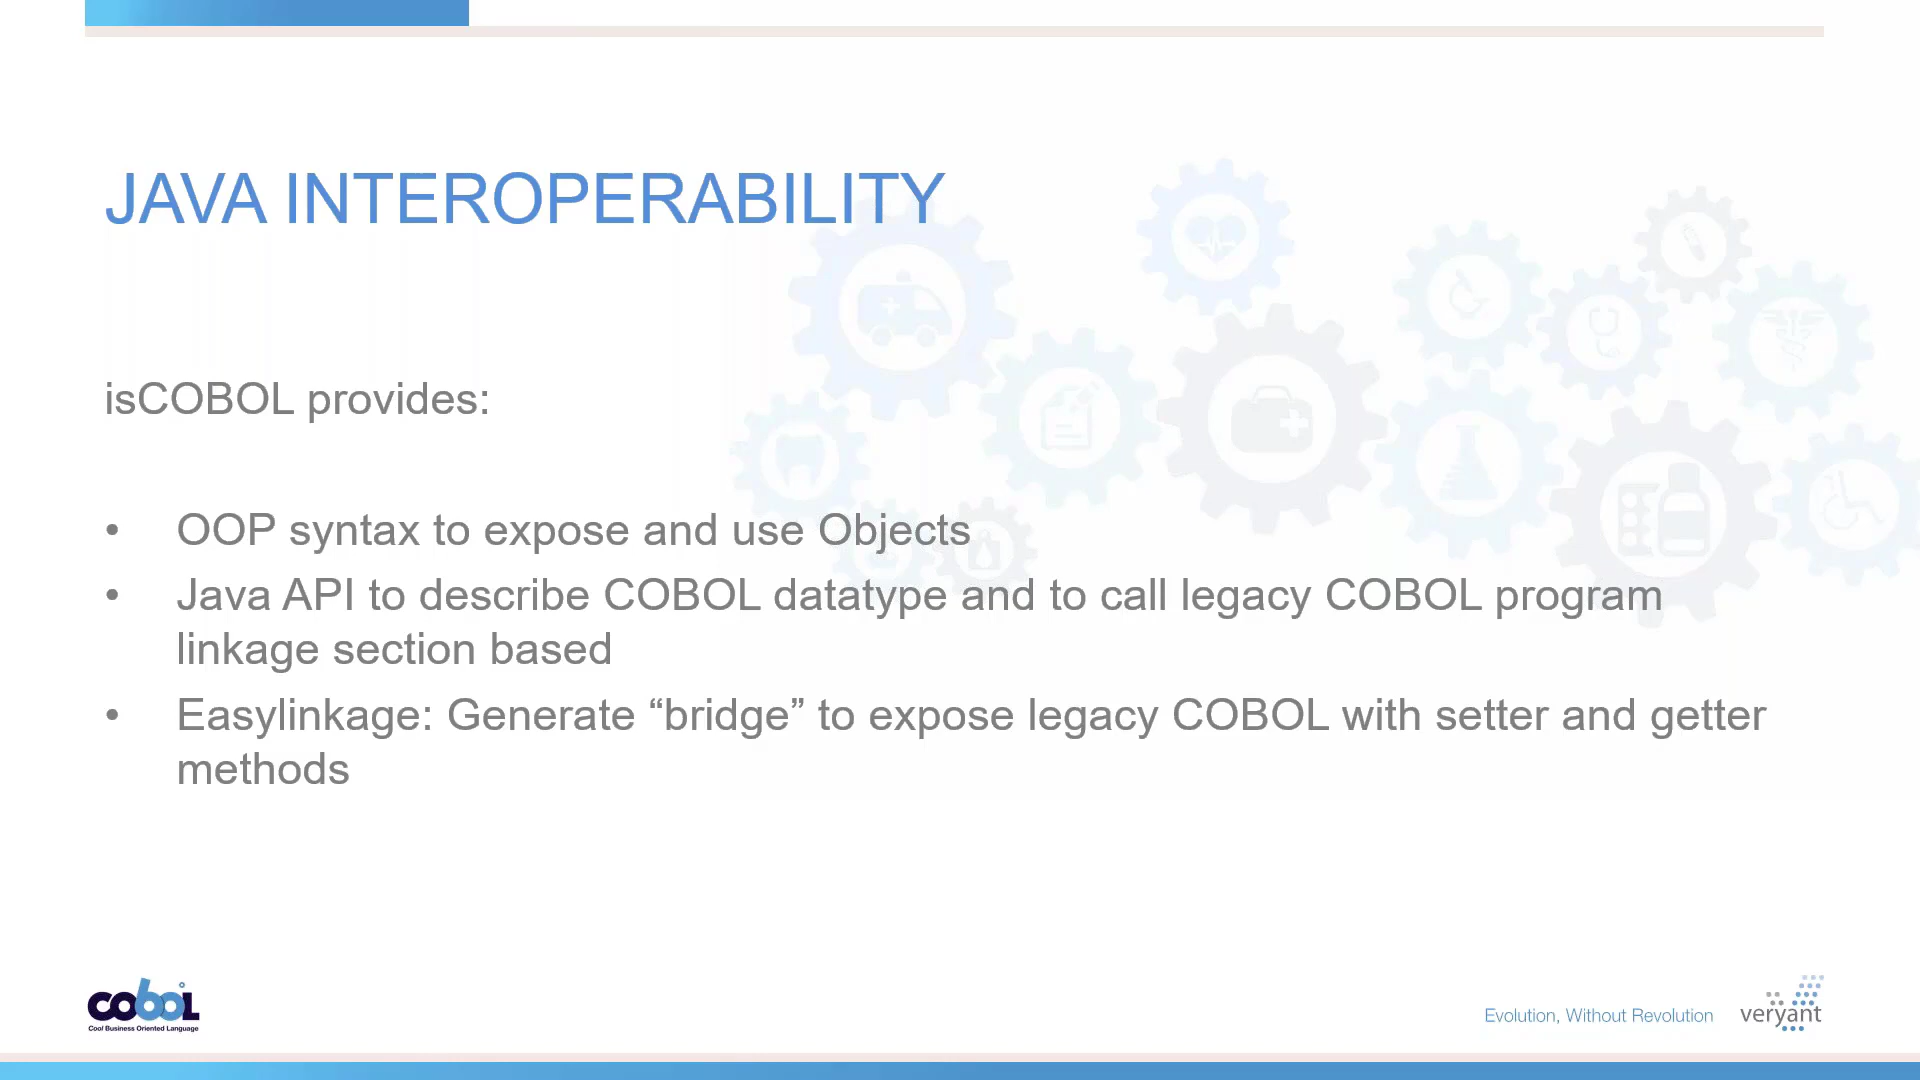 JAVA INTEROPERABILITY
isCOBOL provides:
• OOP syntax to expose and use Objects
• Java API to describe COBOL datatype and to call legacy COBOL program
linkage section based
• Easylinkage: Generate “bridge” to expose legacy COBOL with setter and getter
methods
cobol
Cool Business Oriented Language
Evolution, Without Revolution
veryant